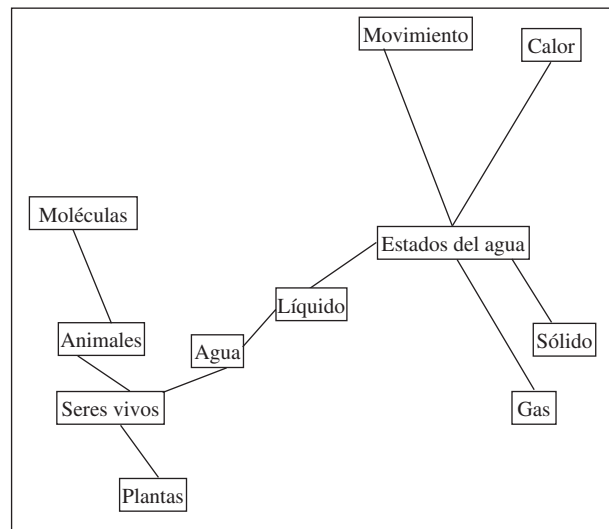 Movimiento
Calor
Moléculas
Estados del agua
Líquido
Animales
Agua
Sólido
Seres vivos
Gas
Plantas